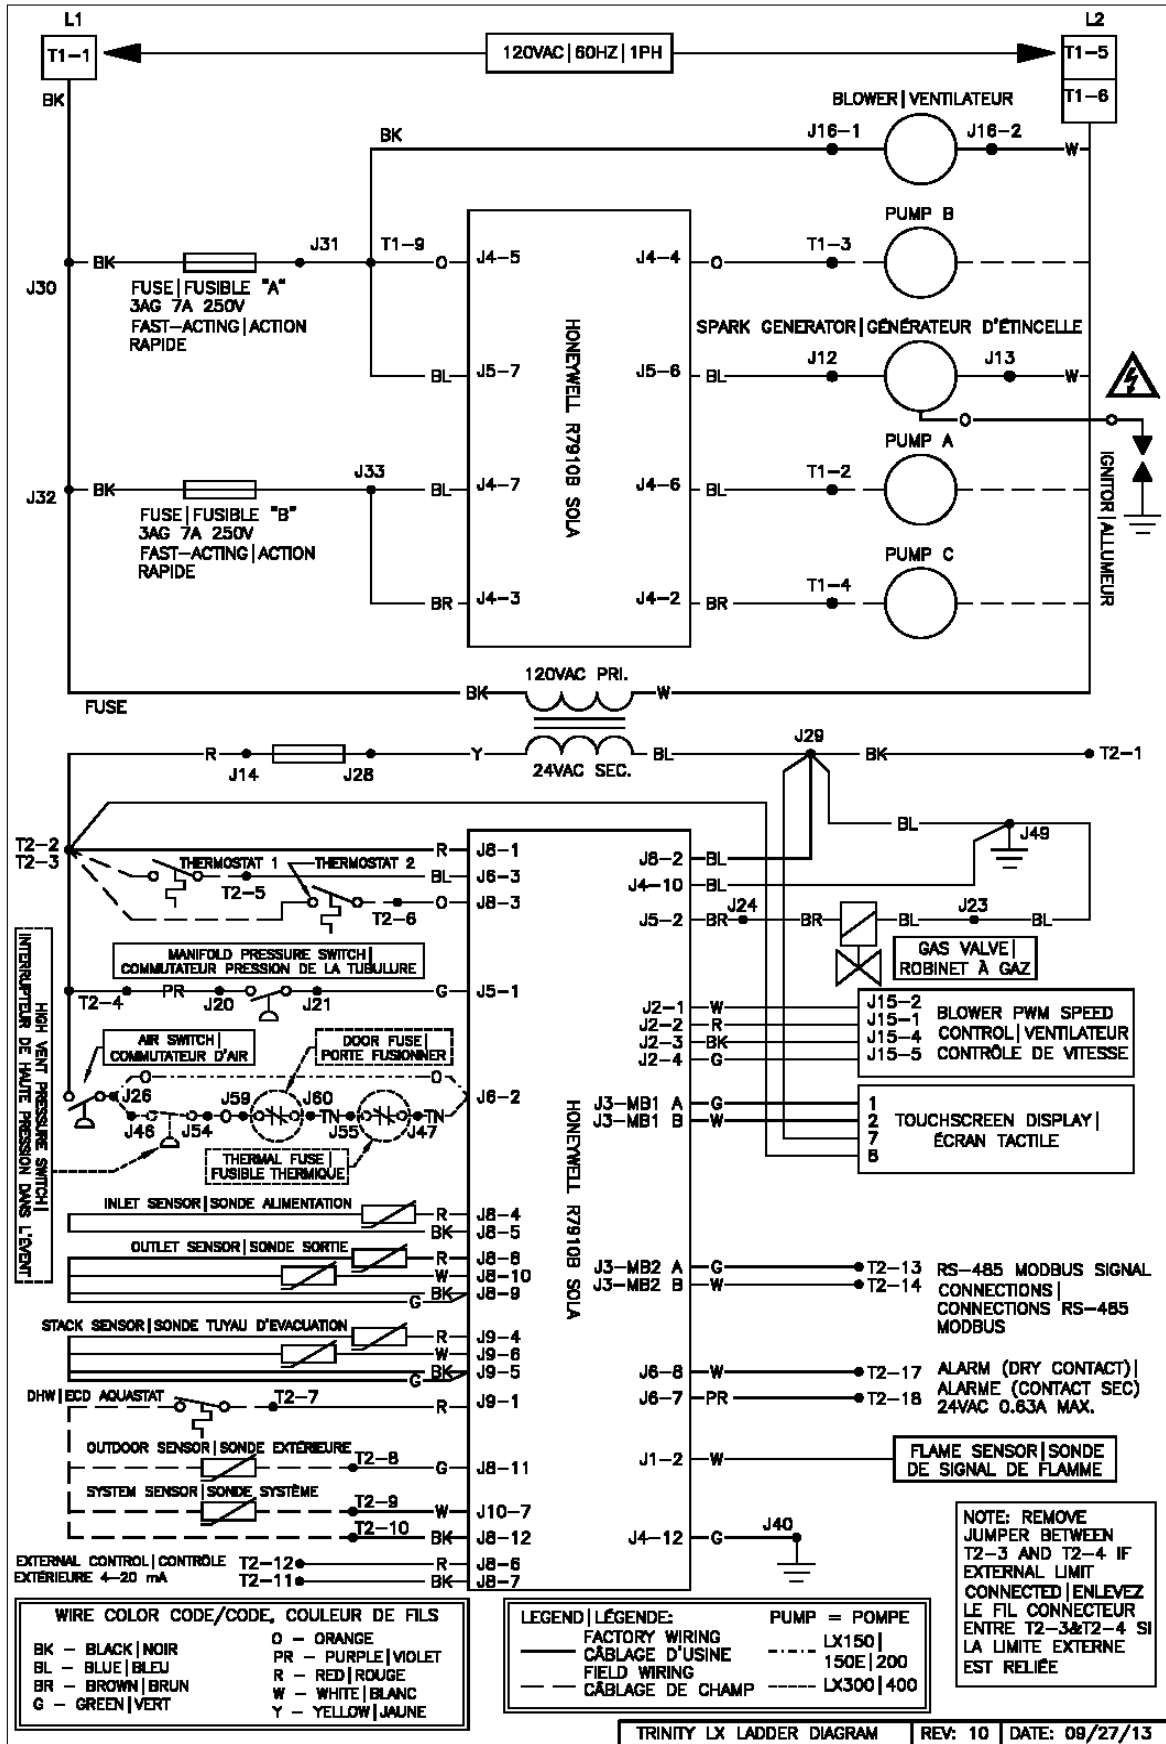 L1
L2
T1-1
120VAC|60HZ|1PH
T1-5
T1-6
BK
BLOWER|VENTILATEUR
BK
J16-1
J16-2
W
PUMP B
J30
BK
J31
T1-9
O
J4-5
J4-4
O
T1-3
FUSE|FUSIBLE "A"
3AG 7A 250V
FAST-ACTING|ACTION
RAPIDE
HONEYWELL R7910B SOLA
SPARK GENERATOR|GÉNÉRATEUR D'ÉTINCELLE
BL
J5-7
J5-6
BL
J12
J13
W
O
IGNITOR|ALLUMEUR
PUMP A
J32
BK
J33
BL
J4-7
J4-6
BL
T1-2
FUSE|FUSIBLE "B"
3AG 7A 250V
FAST-ACTING|ACTION
RAPIDE
PUMP C
BR
J4-3
J4-2
BR
T1-4
120VAC PRI.
BK
W
FUSE
R
J14
J28
Y
24VAC SEC.
BL
J29
BK
T2-1
T2-2
T2-3
R
J8-1
J8-2
BL
BL
J49
THERMOSTAT 1
THERMOSTAT 2
T2-5
BL
J6-3
J4-10
BL
T2-6
O
J8-3
J5-2
BR
J24
BR
BL
J23
BL
GAS VALVE|
ROBINET À GAZ
MANIFOLD PRESSURE SWITCH|
COMMUTATEUR PRESSION DE LA TUBULURE
T2-4
PR
J20
J21
G
J5-1
HIGH VENT PRESSURE SWITCH|
INTERRUPTEUR DE HAUTE PRESSION DANS L'ÉVENT
J2-1
W
J15-2
J2-2
R
J15-1
J2-3
BK
J15-4
J2-4
G
J15-5
BLOWER PWM SPEED
CONTROL|VENTILATEUR
CONTRÔLE DE VITESSE
AIR SWITCH|
COMMUTATEUR D'AIR
DOOR FUSE|
PORTE FUSIONNER
O
O
J26
J59
J60
J6-2
J46
J54
O
TN
J55
J47
TN
THERMAL FUSE|
FUSIBLE THERMIQUE
HONEYWELL R7910B SOLA
J3-MB1 A
G
1
J3-MB1 B
W
2
7
8
TOUCHSCREEN DISPLAY|
ÉCRAN TACTILE
INLET SENSOR|SONDE ALIMENTATION
R
J8-4
BK
J8-5
OUTLET SENSOR|SONDE SORTIE
R
J8-8
W
J8-10
BK
J8-9
G
J3-MB2 A
G
T2-13
J3-MB2 B
W
T2-14
RS-485 MODBUS SIGNAL
CONNECTIONS|
CONNECTIONS RS-485
MODBUS
STACK SENSOR|SONDE TUYAU D'EVACUATION
R
J9-4
W
J9-6
BK
J9-5
G
J6-8
W
T2-17
J6-7
PR
T2-18
ALARM (DRY CONTACT)|
ALARME (CONTACT SEC)
24VAC 0.63A MAX.
DHW|ECD AQUASTAT
T2-7
R
J9-1
OUTDOOR SENSOR|SONDE EXTÉRIEURE
T2-8
G
J8-11
J1-2
W
FLAME SENSOR|SONDE
DE SIGNAL DE FLAMME
SYSTEM SENSOR|SONDE SYSTÈME
T2-9
W
J10-7
T2-10
BK
J8-12
J4-12
G
J40
EXTERNAL CONTROL|CONTRÔLE
EXTÉRIEURE 4-20 mA
T2-12
R
J8-6
T2-11
BK
J8-7
NOTE: REMOVE
JUMPER BETWEEN
T2-3 AND T2-4 IF
EXTERNAL LIMIT
CONNECTED|ENLEVEZ
LE FIL CONNECTEUR
ENTRE T2-3&T2-4 SI
LA LIMITE EXTERNE
EST RELIÉE
WIRE COLOR CODE/CODE, COULEUR DE FILS
BK - BLACK|NOIR
BL - BLUE|BLEU
BR - BROWN|BRUN
G - GREEN|VERT
O - ORANGE
PR - PURPLE|VIOLET
R - RED|ROUGE
W - WHITE|BLANC
Y - YELLOW|JAUNE
LEGEND|LÉGENDE:
PUMP = POMPE
FACTORY WIRING
CÂBLAGE D'USINE
FIELD WIRING
CÂBLAGE DE CHAMP
LX150|
150E|200
LX300|400
TRINITY LX LADDER DIAGRAM
REV: 10
DATE: 09/27/13